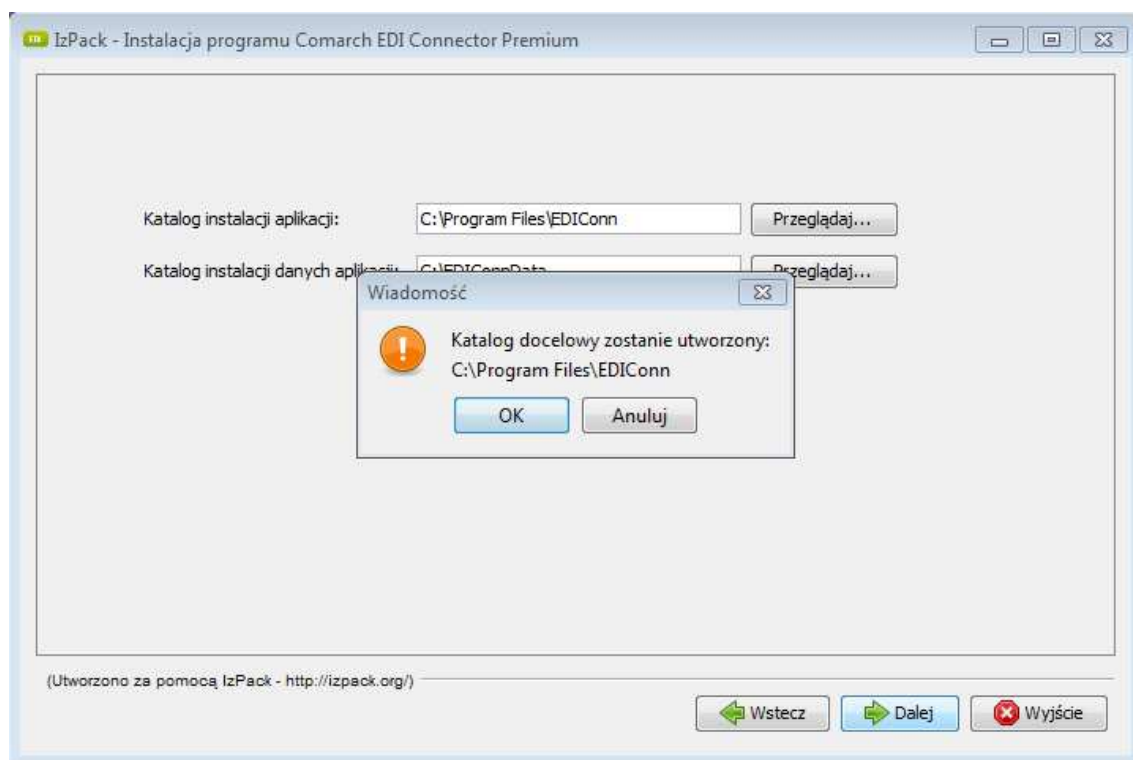 IzPack - Instalacja programu Comarch EDI Connector Premium
Katalog instalacji aplikacji:
C:\Program Files\EDIConn
Przeglądaj...
Katalog instalacji danych aplikacji:
C:\EDIConnData
Przeglądaj...
Wiadomość
Katalog docelowy zostanie utworzony:
C:\Program Files\EDIConn
OK
Anuluj
(Utworzono za pomocą IzPack - http://izpack.org/)
Wstecz
Dalej
Wyjście